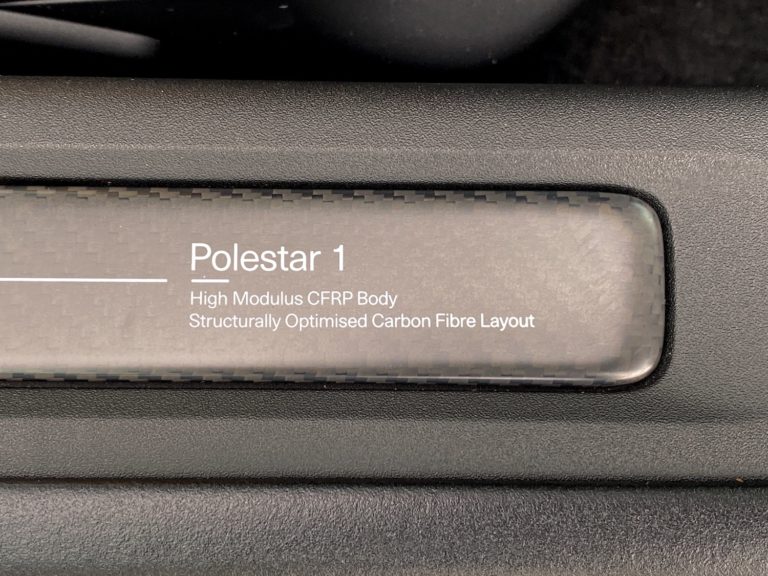 Polestar 1
High Modulus CFRP Body
Structurally Optimised Carbon Fibre Layout